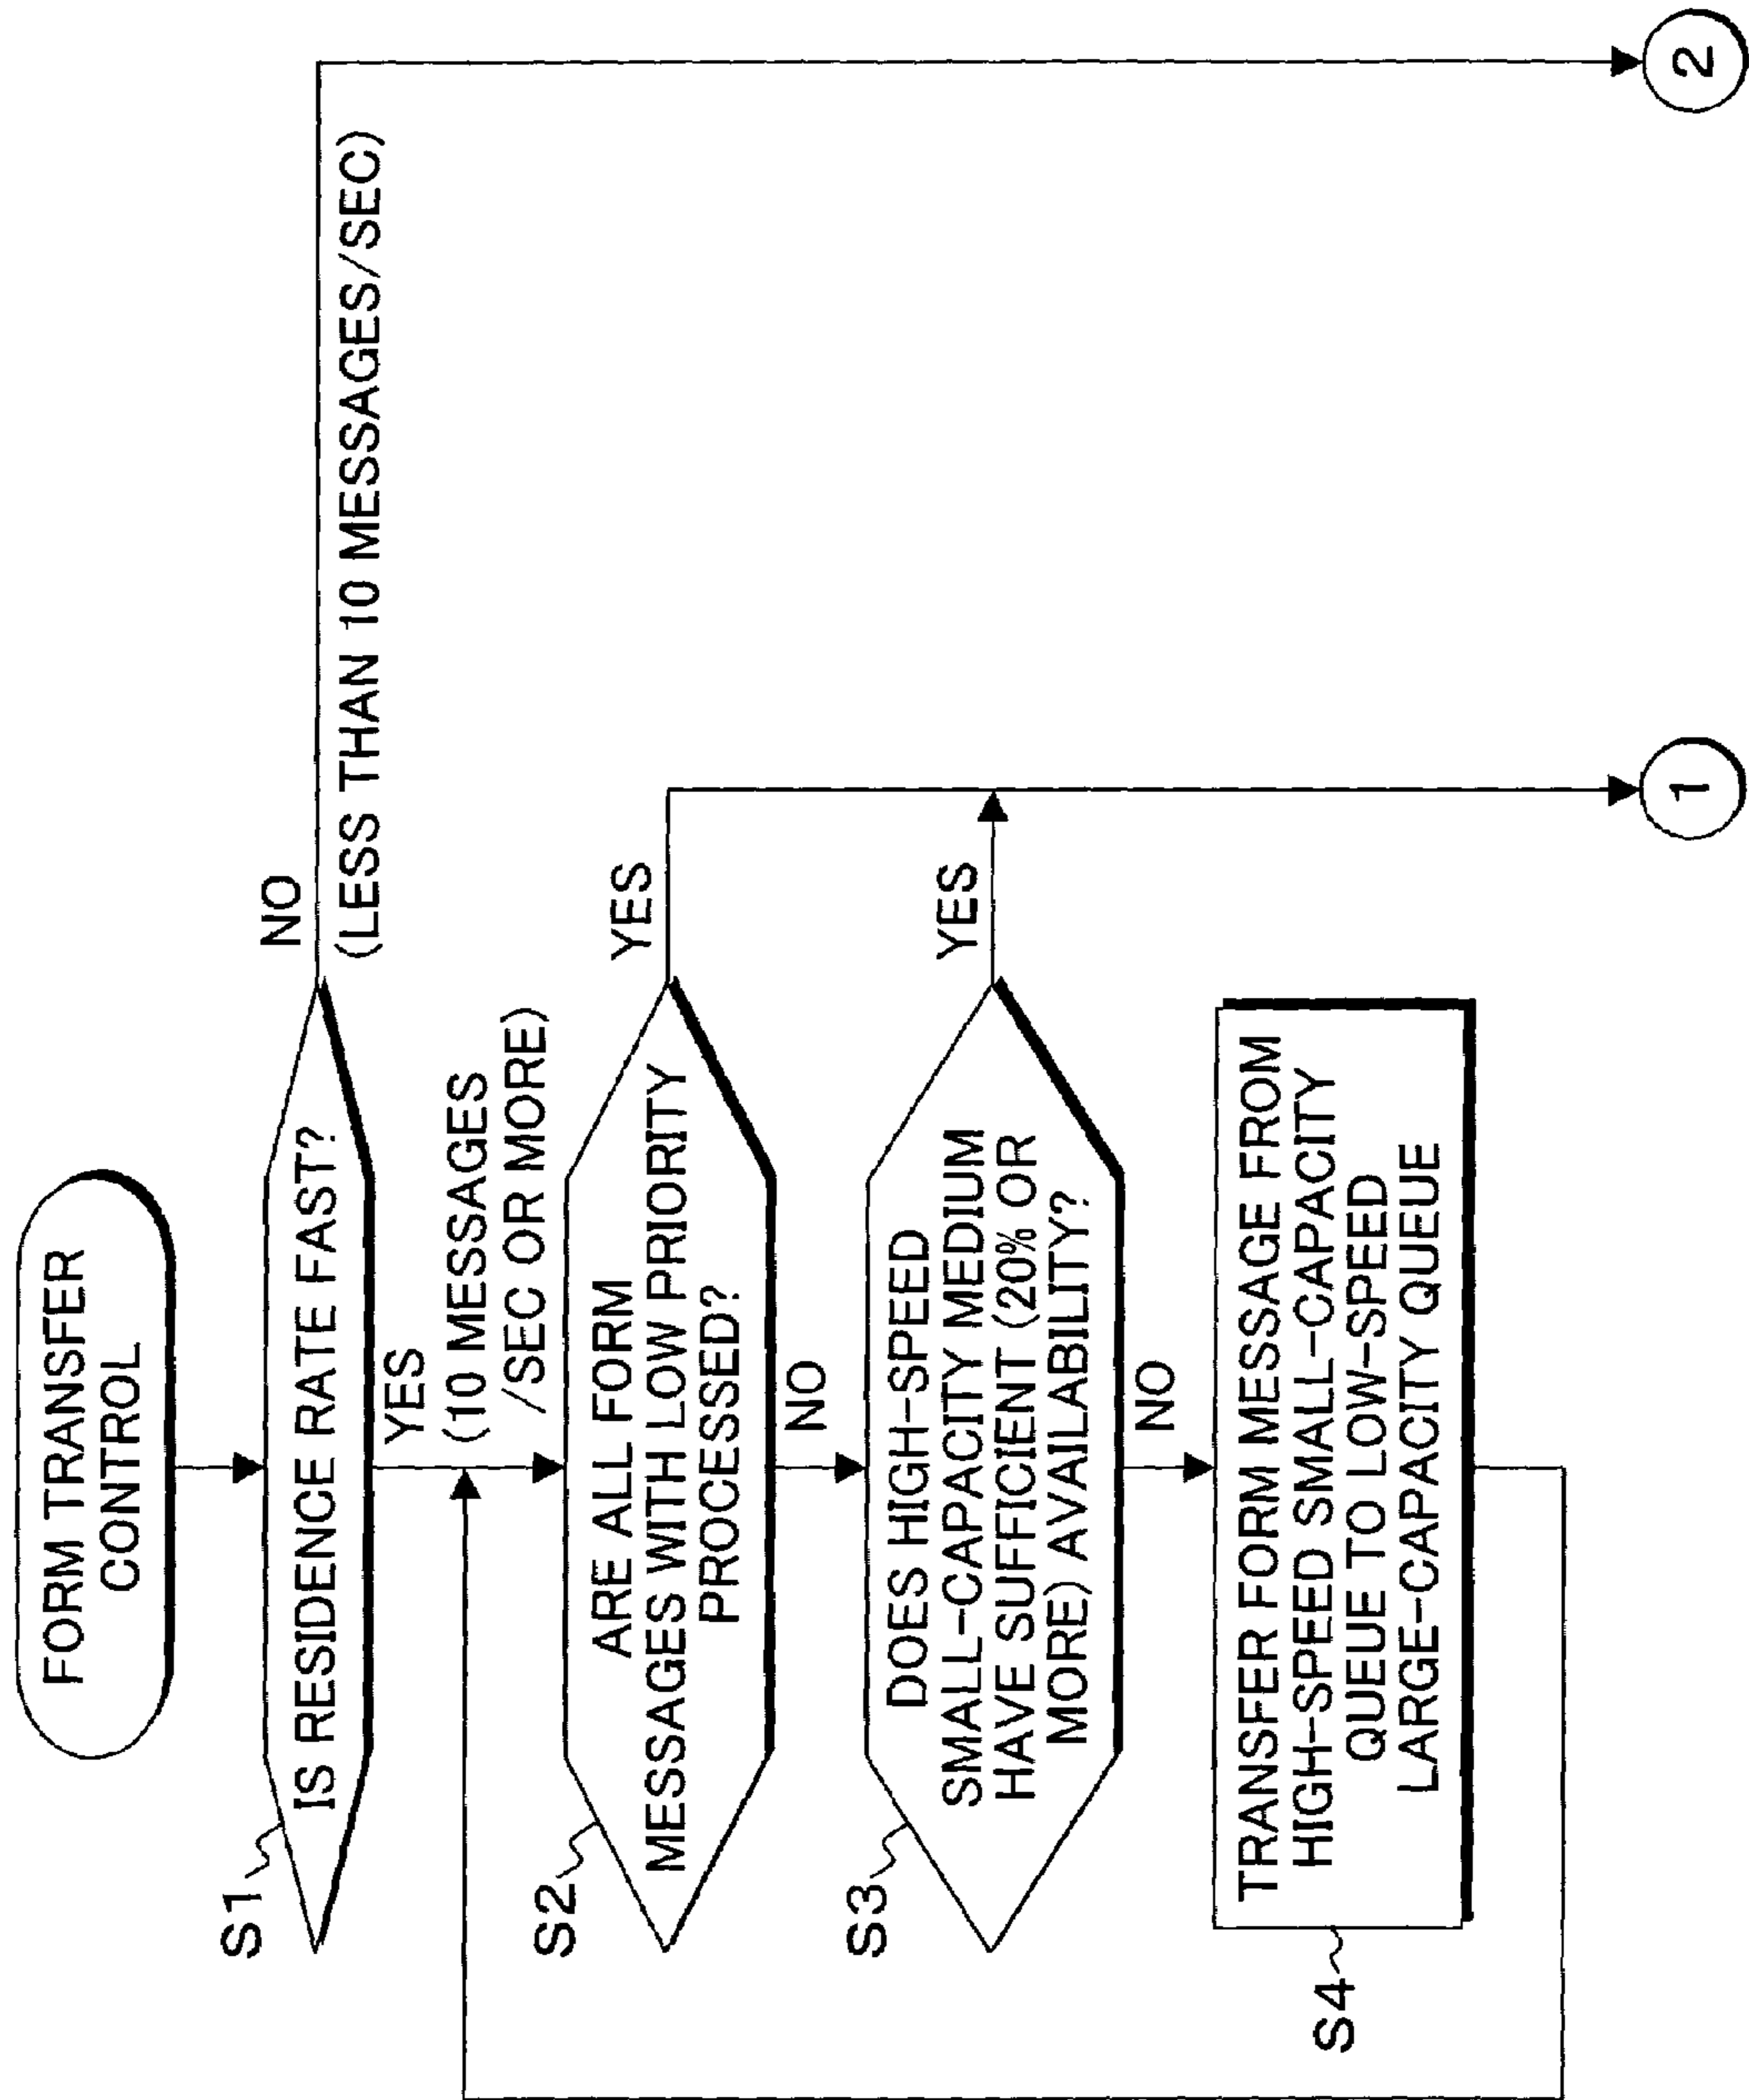 FORM TRANSFER
CONTROL
S1
IS RESIDENCE RATE FAST?
NO
(LESS THAN 10 MESSAGES/SEC)
YES
(10 MESSAGES
/SEC OR MORE)
S2
ARE ALL FORM
MESSAGES WITH LOW PRIORITY
PROCESSED?
YES
NO
S3
DOES HIGH-SPEED
SMALL-CAPACITY MEDIUM
HAVE SUFFICIENT (20% OR
MORE) AVAILABILITY?
YES
NO
S4
TRANSFER FORM MESSAGE FROM
HIGH-SPEED SMALL-CAPACITY
QUEUE TO LOW-SPEED
LARGE-CAPACITY QUEUE
1
2